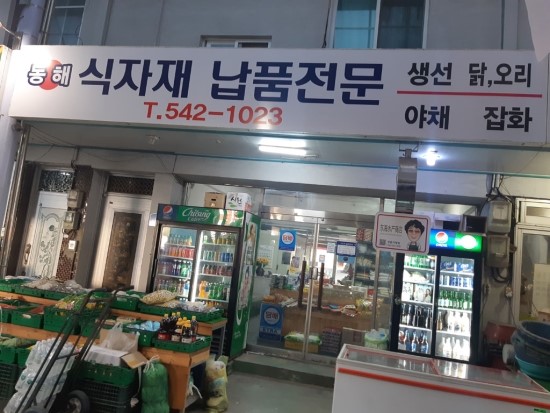 동해 식자재 납품전문
T.542-1023
생선 닭,오리
야채 잡화
Chilsung